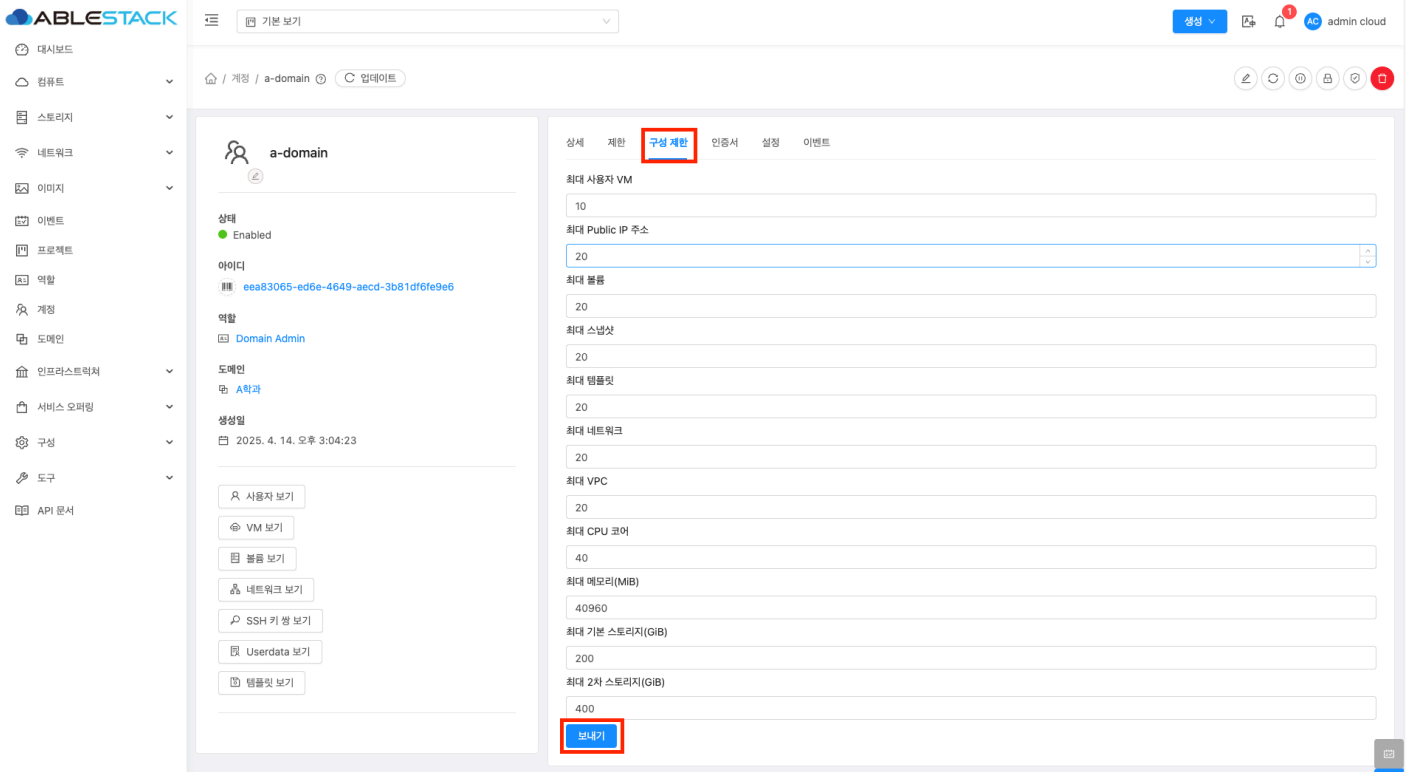 ABLESTACK
기본 보기
생성
1
AC
admin cloud
대시보드
컴퓨트
스토리지
네트워크
이미지
이벤트
프로젝트
역할
계정
도메인
인프라스트럭쳐
서비스 오퍼링
구성
도구
API 문서
/ 계정 / a-domain
업데이트
a-domain
상태
Enabled
아이디
eea83065-ed6e-4649-aecd-3b81df6fe9e6
역할
Domain Admin
도메인
A학과
생성일
2025. 4. 14. 오후 3:04:23
사용자 보기
VM 보기
볼륨 보기
네트워크 보기
SSH 키 쌍 보기
Userdata 보기
템플릿 보기
상세 제한 구성 제한 인증서 설정 이벤트
최대 사용자 VM
10
최대 Public IP 주소
20
최대 볼륨
20
최대 스냅샷
20
최대 템플릿
20
최대 네트워크
20
최대 VPC
20
최대 CPU 코어
40
최대 메모리(MiB)
40960
최대 기본 스토리지(GiB)
200
최대 2차 스토리지(GiB)
400
보내기